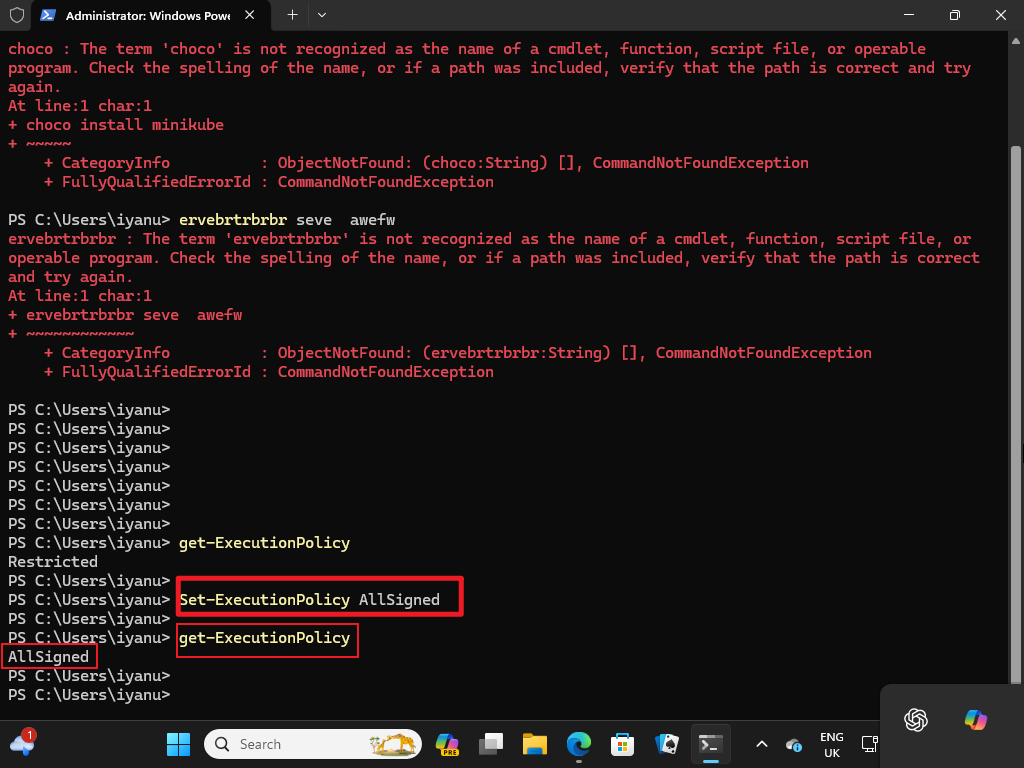 Administrator: Windows Powe
choco : The term 'choco' is not recognized as the name of a cmdlet, function, script file, or operable
program. Check the spelling of the name, or if a path was included, verify that the path is correct and try
again.
At line:1 char:1
+ choco install minikube
+ ~~~~~
    + CategoryInfo          : ObjectNotFound: (choco:String) [], CommandNotFoundException
    + FullyQualifiedErrorId : CommandNotFoundException

PS C:\Users\iyanu> ervebrtrbrbr seve  awefw
ervebrtrbrbr : The term 'ervebrtrbrbr' is not recognized as the name of a cmdlet, function, script file, or
operable program. Check the spelling of the name, or if a path was included, verify that the path is correct
and try again.
At line:1 char:1
+ ervebrtrbrbr seve  awefw
+ ~~~~~~~~~~~~
    + CategoryInfo          : ObjectNotFound: (ervebrtrbrbr:String) [], CommandNotFoundException
    + FullyQualifiedErrorId : CommandNotFoundException

PS C:\Users\iyanu>
PS C:\Users\iyanu>
PS C:\Users\iyanu>
PS C:\Users\iyanu>
PS C:\Users\iyanu>
PS C:\Users\iyanu>
PS C:\Users\iyanu>
PS C:\Users\iyanu> get-ExecutionPolicy
Restricted
PS C:\Users\iyanu>
PS C:\Users\iyanu> Set-ExecutionPolicy AllSigned
PS C:\Users\iyanu>
PS C:\Users\iyanu> get-ExecutionPolicy
AllSigned
PS C:\Users\iyanu>
PS C:\Users\iyanu>
1
Search
PRE
ENG
UK